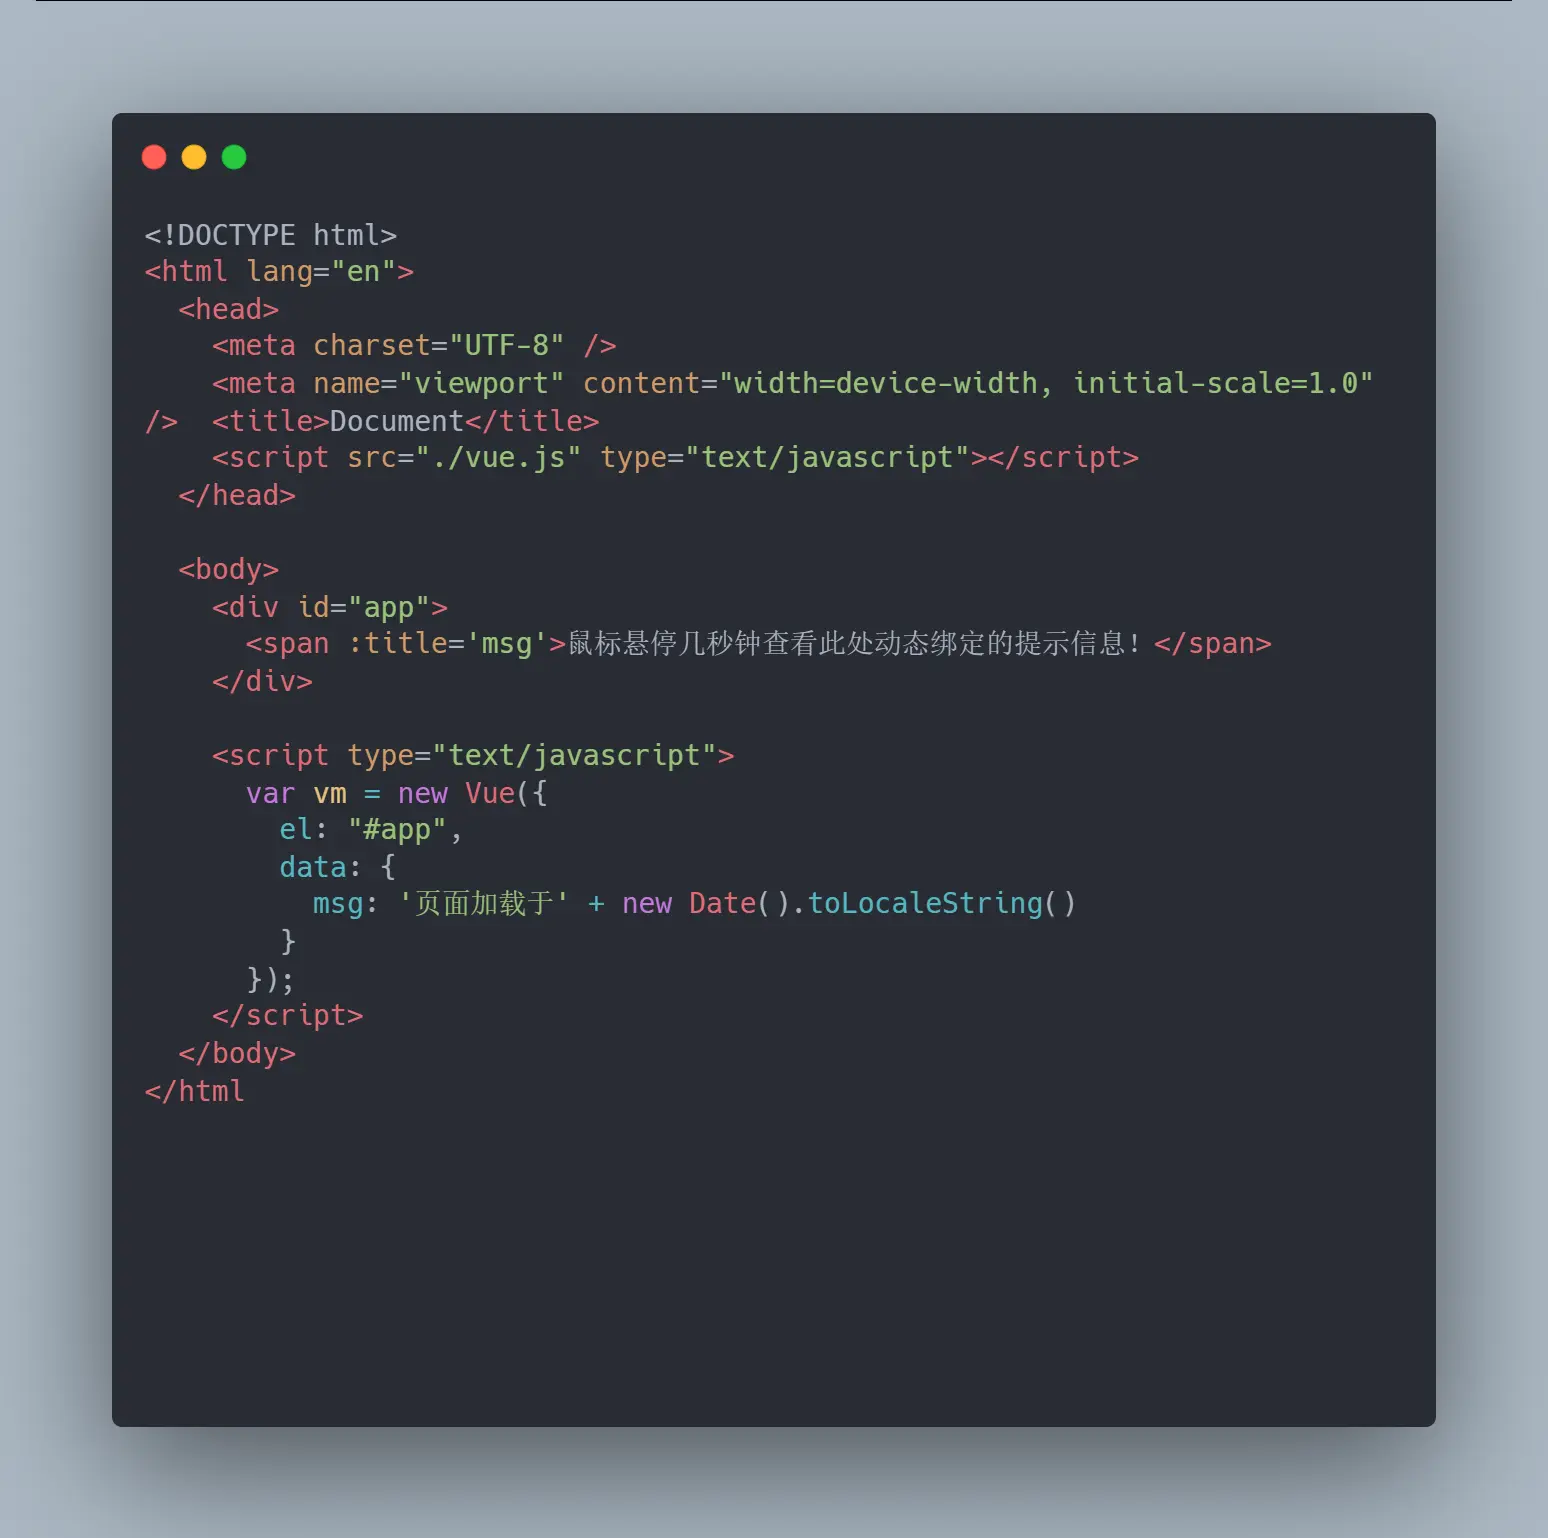 <!DOCTYPE html>
<html lang="en">
  <head>
    <meta charset="UTF-8" />
    <meta name="viewport" content="width=device-width, initial-scale=1.0"
/>  <title>Document</title>
    <script src="./vue.js" type="text/javascript"></script>
  </head>

  <body>
    <div id="app">
      <span :title='msg'>鼠标悬停几秒钟查看此处动态绑定的提示信息！</span>
    </div>

    <script type="text/javascript">
      var vm = new Vue({
        el: "#app",
        data: {
          msg: '页面加载于' + new Date().toLocaleString()
        }
      });
    </script>
  </body>
</html